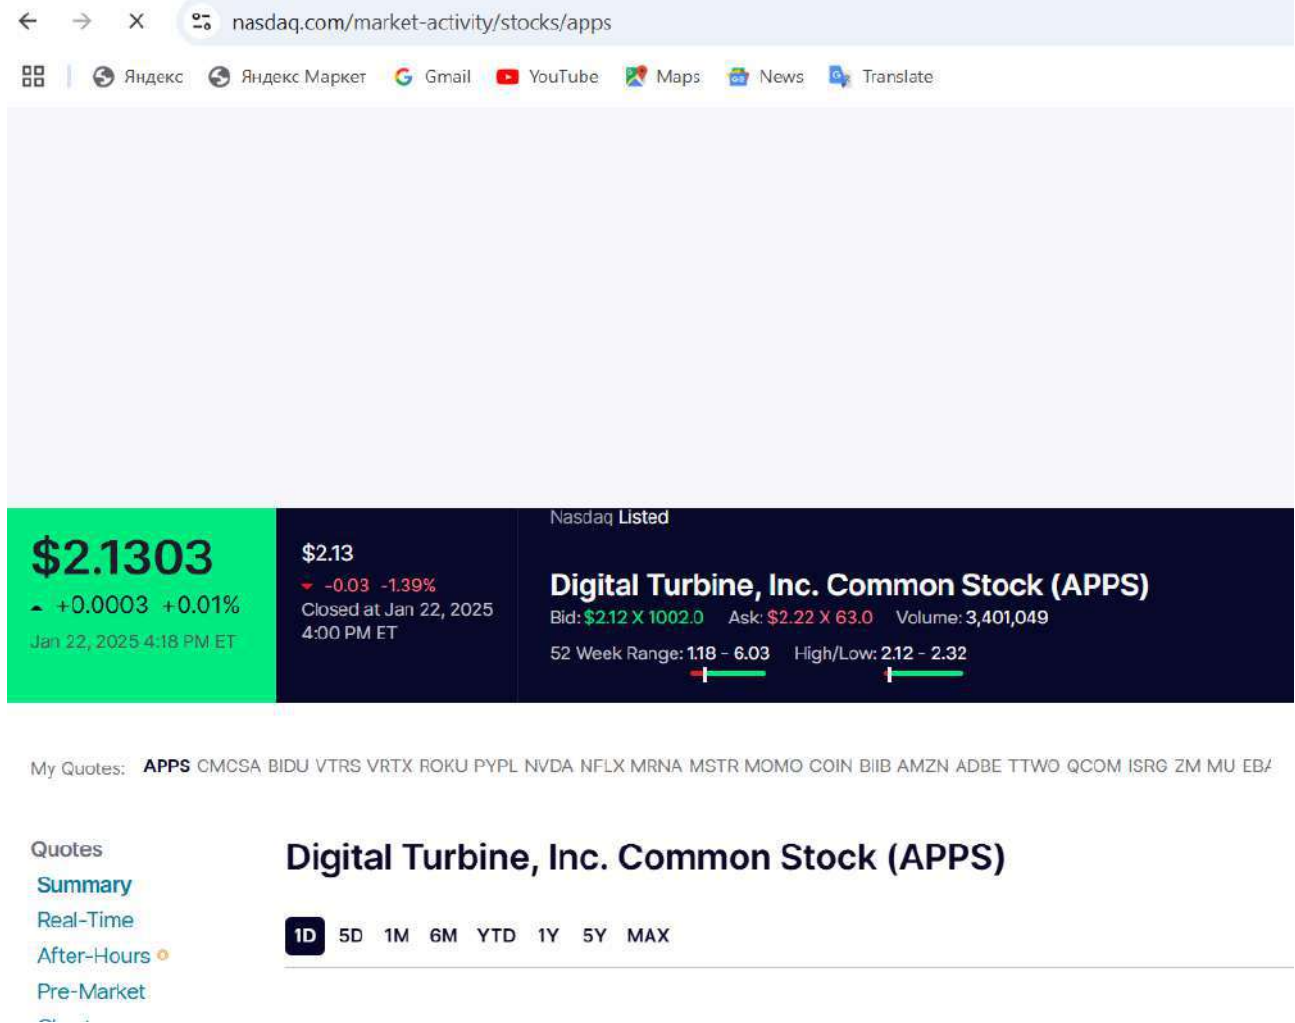 nasdaq.com/market-activity/stocks/apps
Яндекс Яндекс Маркет Gmail YouTube Maps News Translate
Nasdaq Listed
$2.1303
+0.0003 +0.01%
Jan 22, 2025 4:18 PM ET
$2.13
-0.03 -1.39%
Closed at Jan 22, 2025
4:00 PM ET
Digital Turbine, Inc. Common Stock (APPS)
Bid: $2.12 X 1002.0 Ask: $2.22 X 63.0 Volume: 3,401,049
52 Week Range: 1.18 - 6.03 High/Low: 2.12 - 2.32
My Quotes: APPS CMCSA BIDU VTRS VRTX ROKU PYPL NVDA NFLX MRNA MSTR MOMO COIN BIIB AMZN ADBE TTWO QCOM ISRG ZM MU
Quotes
Summary
Real-Time
After-Hours
Pre-Market
Digital Turbine, Inc. Common Stock (APPS)
1D 5D 1M 6M YTD 1Y 5Y MAX